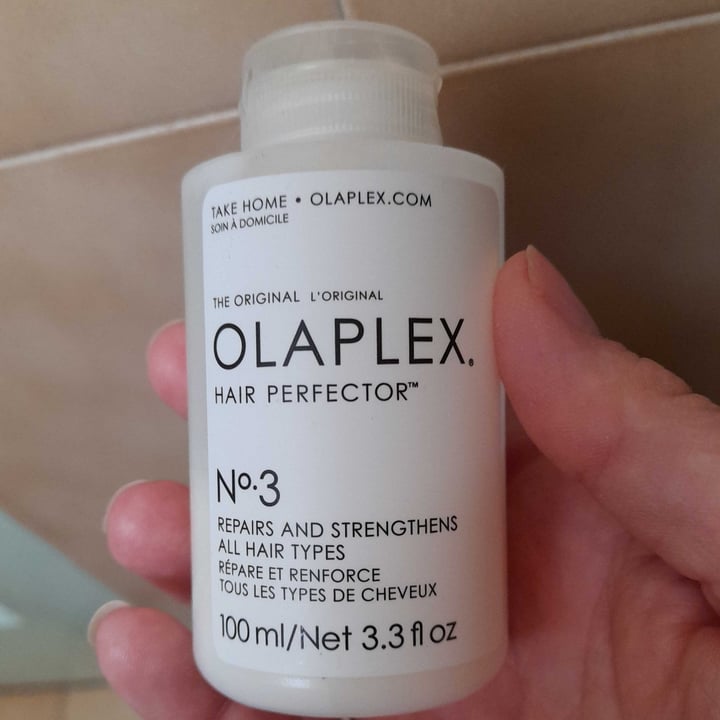 TAKE HOME • OLAPLEX.COM
SOIN À DOMICILE
THE ORIGINAL L'ORIGINAL
OLAPLEX®
HAIR PERFECTOR™
Nº.3
REPAIRS AND STRENGTHENS
ALL HAIR TYPES
RÉPARE ET RENFORCE
TOUS LES TYPES DE CHEVEUX
100 ml/Net 3.3 fl oz